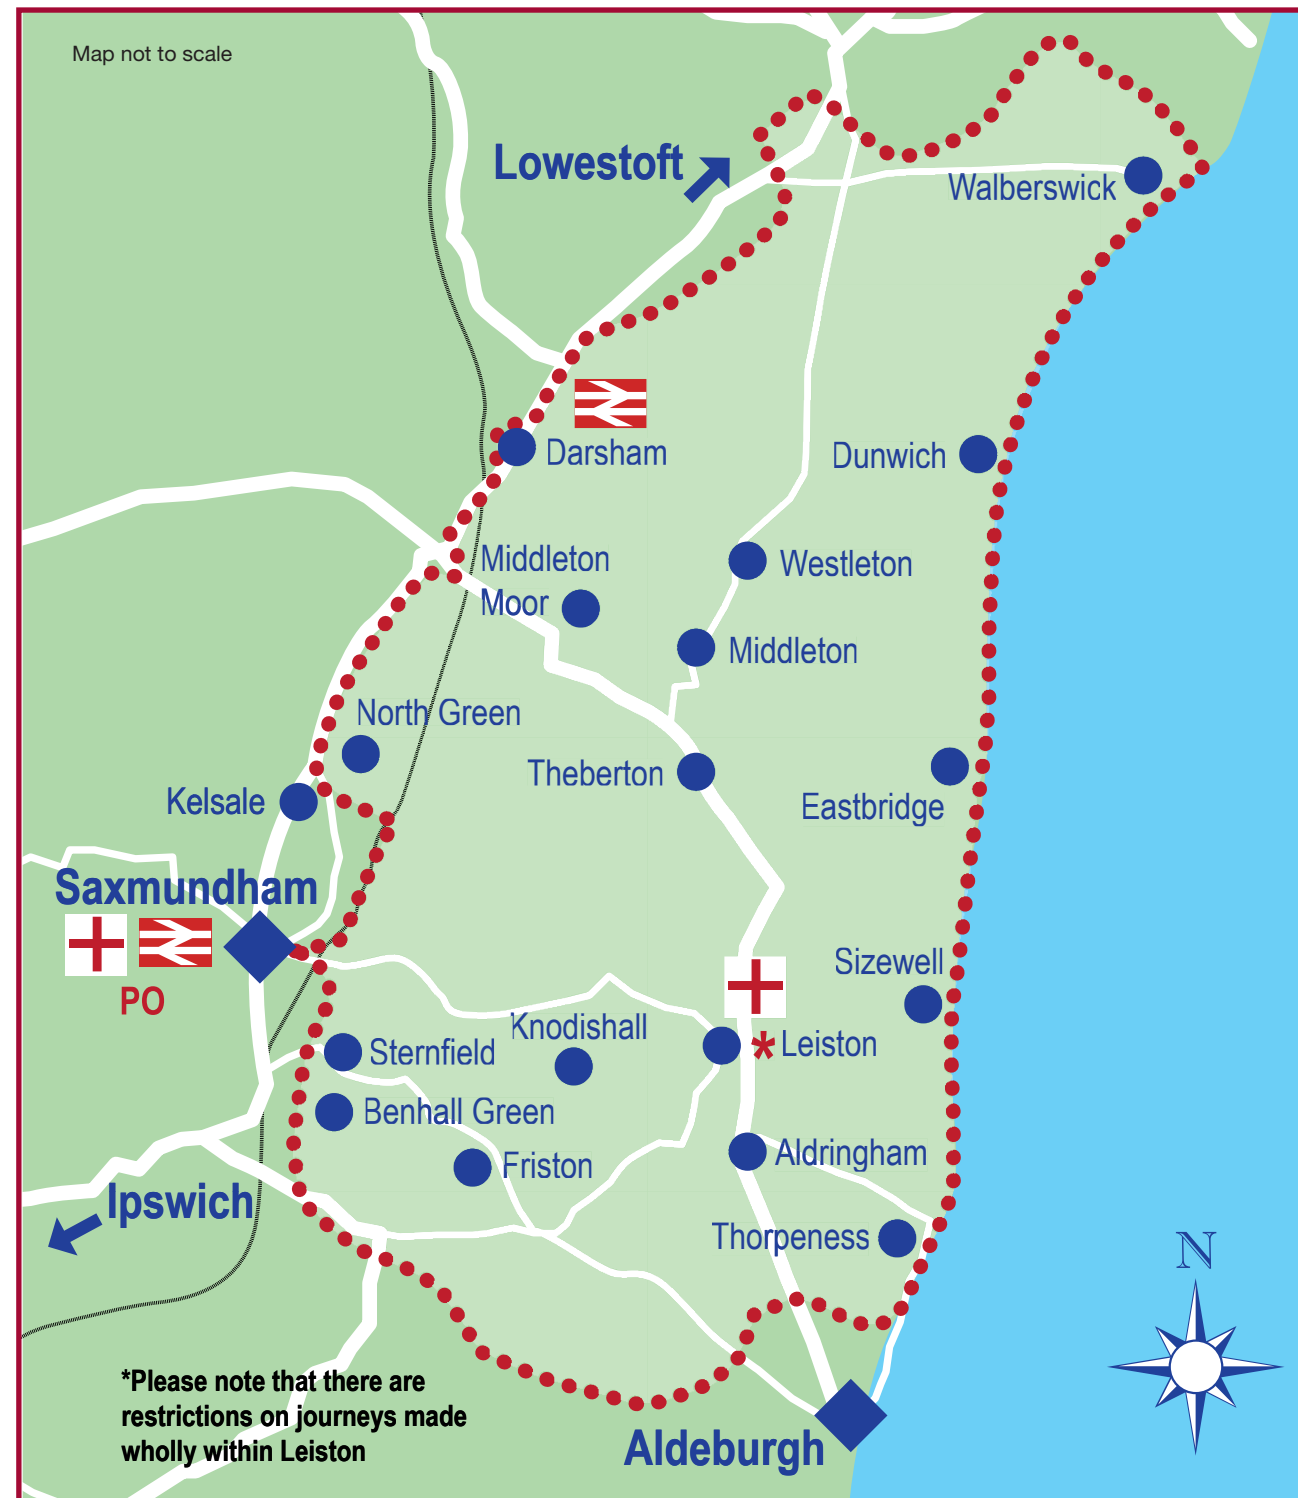 Map not to scale
Lowestoft
Walberswick
Darsham
Dunwich
Middleton
Moor
Westleton
Middleton
North Green
Theberton
Kelsale
Eastbridge
Saxmundham
PO
Sizewell
Knodishall
* Leiston
Sternfield
Benhall Green
Friston
Aldringham
Ipswich
Thorpeness
N
*Please note that there are
restrictions on journeys made
wholly within Leiston
Aldeburgh